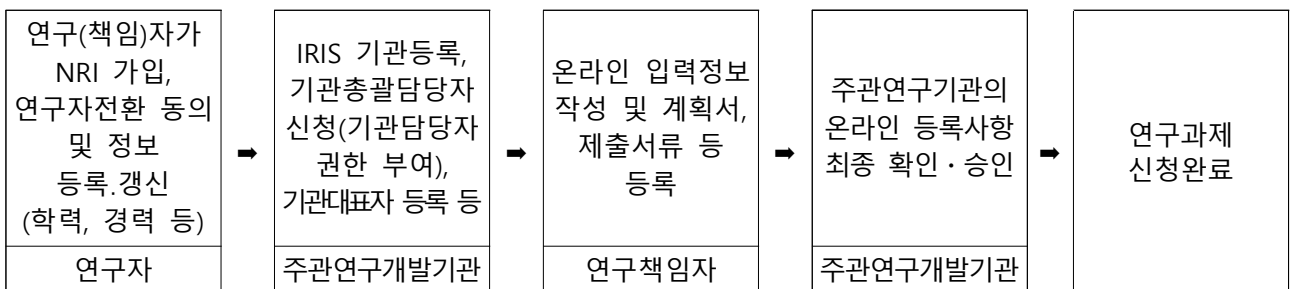 연구(책임)자가
NRI 가입,
연구자전환 동의
및 정보
등록.갱신
(학력, 경력 등)
연구자
➡
IRIS 기관등록,
기관총괄담당자
신청(기관담당자
권한 부여),
기관대표자 등록 등
주관연구개발기관
➡
온라인 입력정보
작성 및 계획서,
제출서류 등
등록
연구책임자
➡
주관연구기관의
온라인 등록사항
최종 확인・승인
주관연구개발기관
➡
연구과제
신청완료